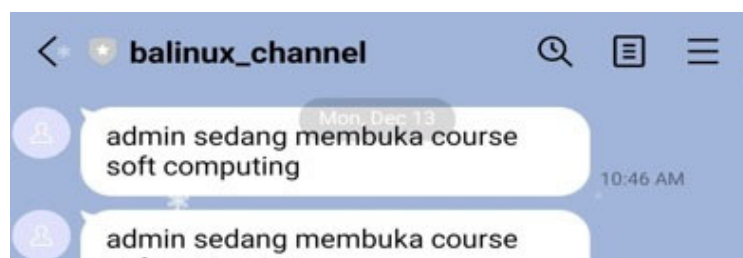 balinux_channel
Mon, Dec 13
admin sedang membuka course
soft computing
10:46 AM
admin sedang membuka course